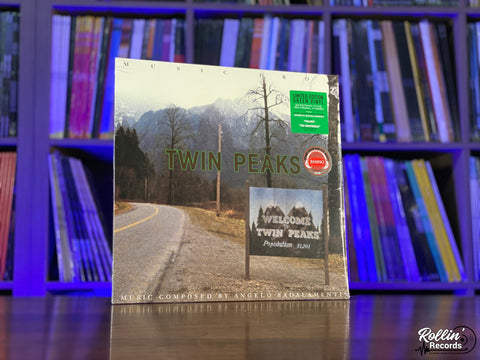 MUSIC FROM
LIMITED EDITION
GREEN VINYL
TWIN PEAKS
RHINO
WELCOME TO
TWIN PEAKS
Population 51,201
MUSIC COMPOSED BY ANGELO BADALAMENTI
Rollin'
Records